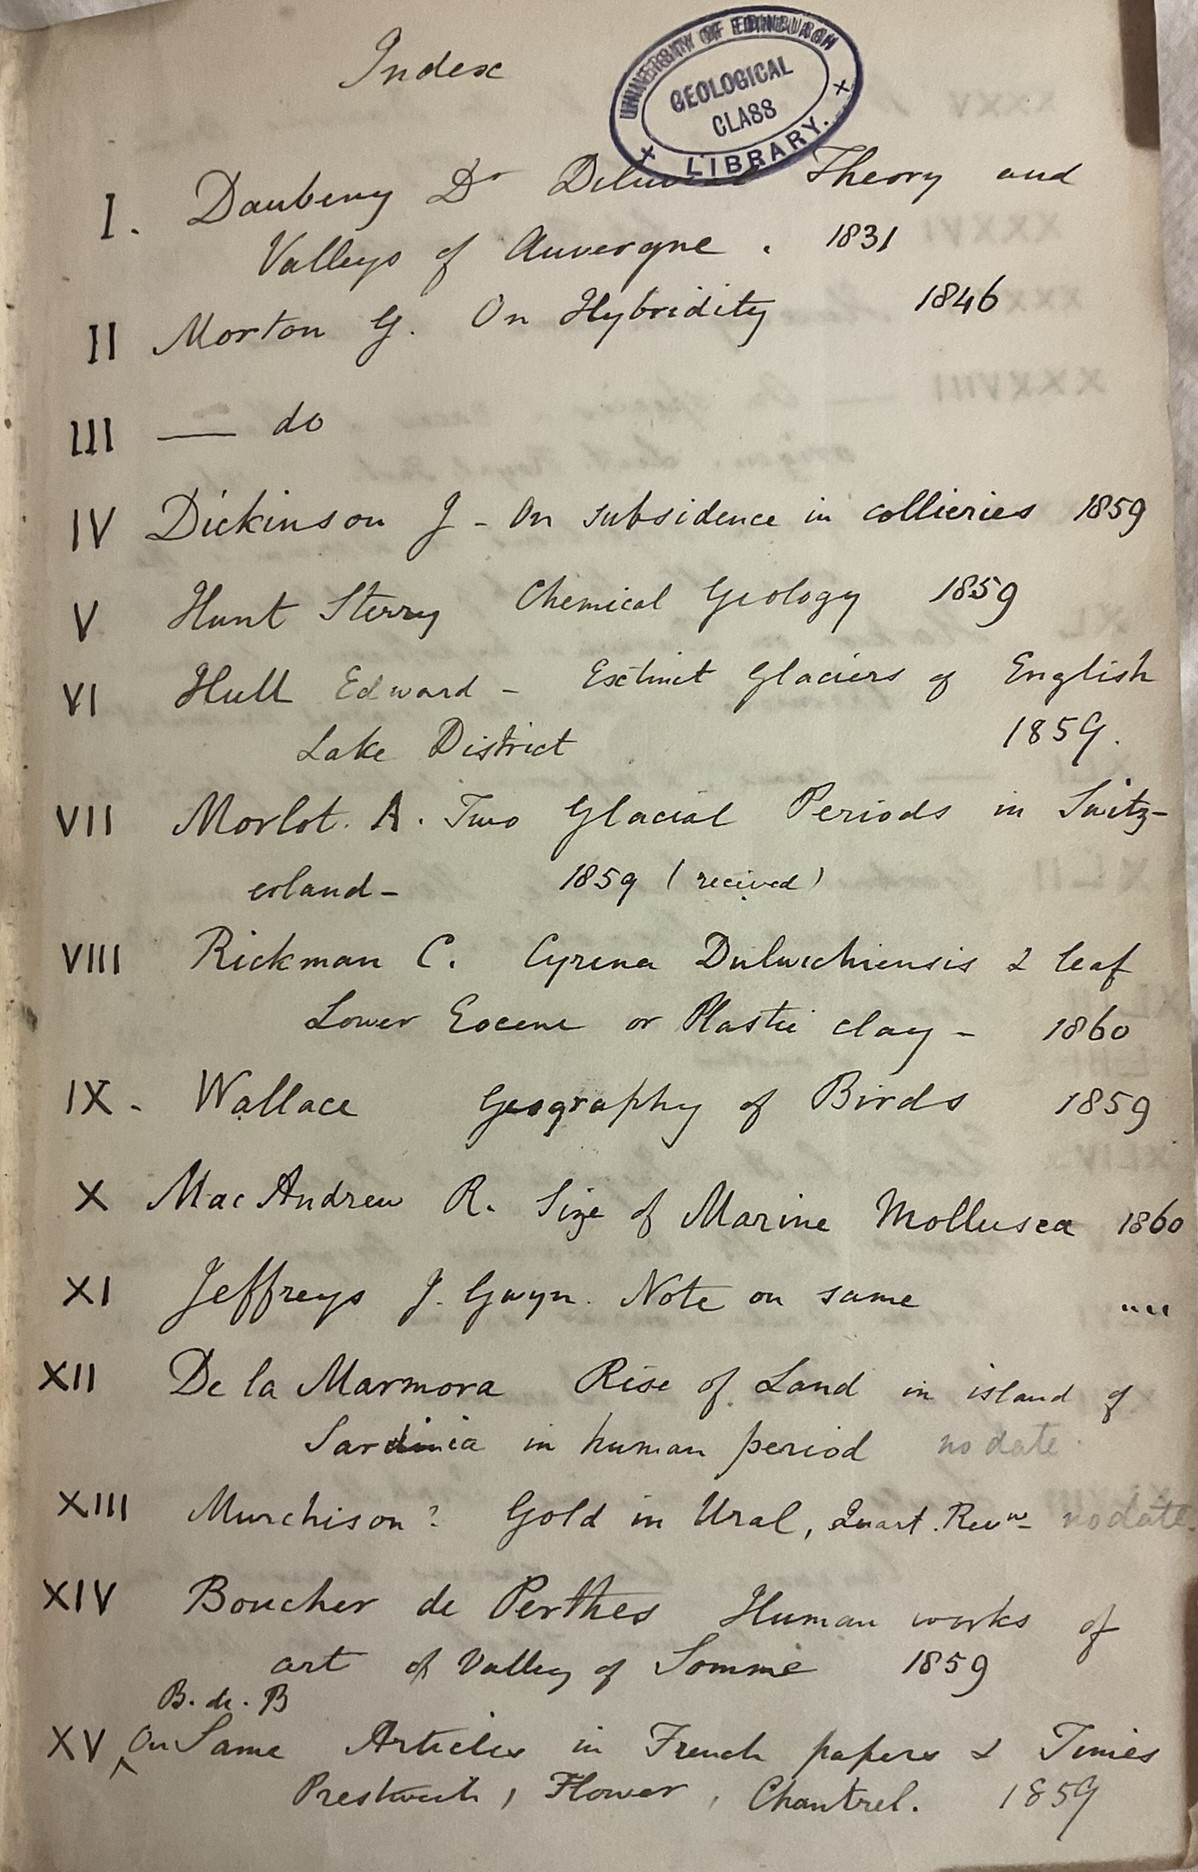 Index
UNIVERSITY OF EDINBURGH
GEOLOGICAL
CLASS
LIBRARY.
I. Daubeny Dr Diluvial Theory and
Valleys of Auvergne. 1831
II Morton G. On Hybridity 1846
III — do
IV Dickinson J - On subsidence in collieries 1859
V Hunt Sterry Chemical Geology 1859
VI Hull Edward - Extinct Glaciers of English
Lake District 1859.
VII Morlot. A. Two Glacial Periods in Switz-
erland - 1859 (recived)
VIII Rickman C. Cyrena Dulwichiensis & leaf
Lower Eocene or Plastic clay - 1860
IX. Wallace Geography of Birds 1859
X Mac Andrew R. Size of Marine Mollusca 1860
XI Jeffreys J. Gwyn. Note on same ""
XII De la Marmora Rise of Land in island of
Sardinia in human period no date
XIII Murchison? Gold in Ural, Quart. Revw - no date
XIV Boucher de Perthes Human works of
art of Valley of Somme 1859
B. de. B
XV On Same Articles in French papers & Times
Prestwich, Flower, Chantrel. 1859